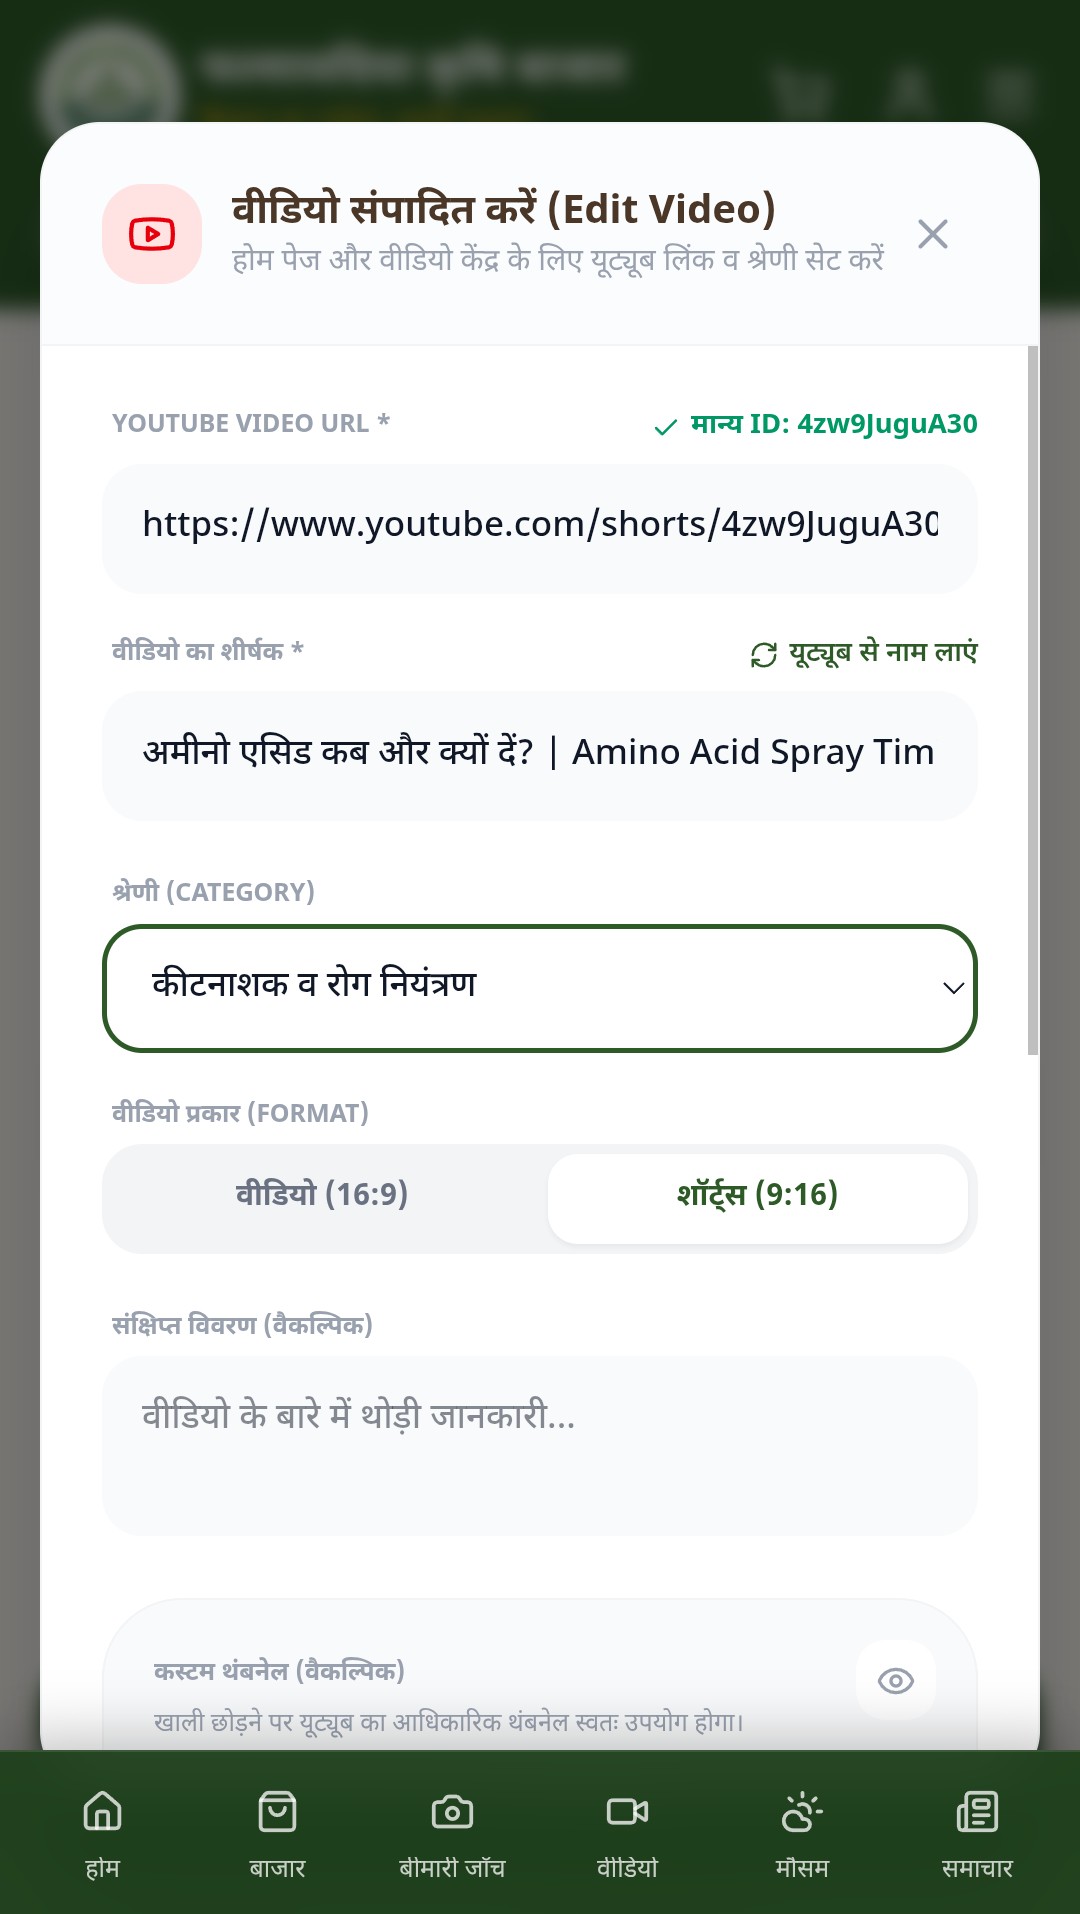 वीडियो संपादित करें (Edit Video)
होम पेज और वीडियो केंद्र के लिए यूट्यूब लिंक व श्रेणी सेट करें
YOUTUBE VIDEO URL *
मान्य ID: 4zw9JuguA30
https://www.youtube.com/shorts/4zw9JuguA30
वीडियो का शीर्षक *
यूट्यूब से नाम लाएं
अमीनो एसिड कब और क्यों दें? | Amino Acid Spray Tim
श्रेणी (CATEGORY)
कीटनाशक व रोग नियंत्रण
वीडियो प्रकार (FORMAT)
वीडियो (16:9)
शॉर्ट्स (9:16)
संक्षिप्त विवरण (वैकल्पिक)
वीडियो के बारे में थोड़ी जानकारी...
कस्टम थंबनेल (वैकल्पिक)
खाली छोड़ने पर यूट्यूब का आधिकारिक थंबनेल स्वतः उपयोग होगा।
होम
बाजार
बीमारी जाँच
वीडियो
मौसम
समाचार